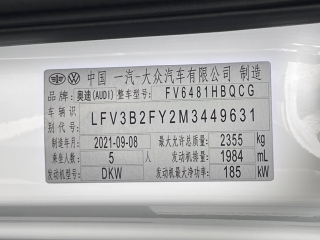 中国 一汽-大众汽车有限公司 制造
品牌: 奥迪(AUDI) 整车型号: FV6481HBQCG
车辆识别代号: LFV3B2FY2M3449631
制造年月: 2021-09-08 最大允许总质量: 2355 kg
乘坐人数: 5 人 发动机排量: 1984 mL
发动机型号: DKW 发动机最大净功率: 185 kW